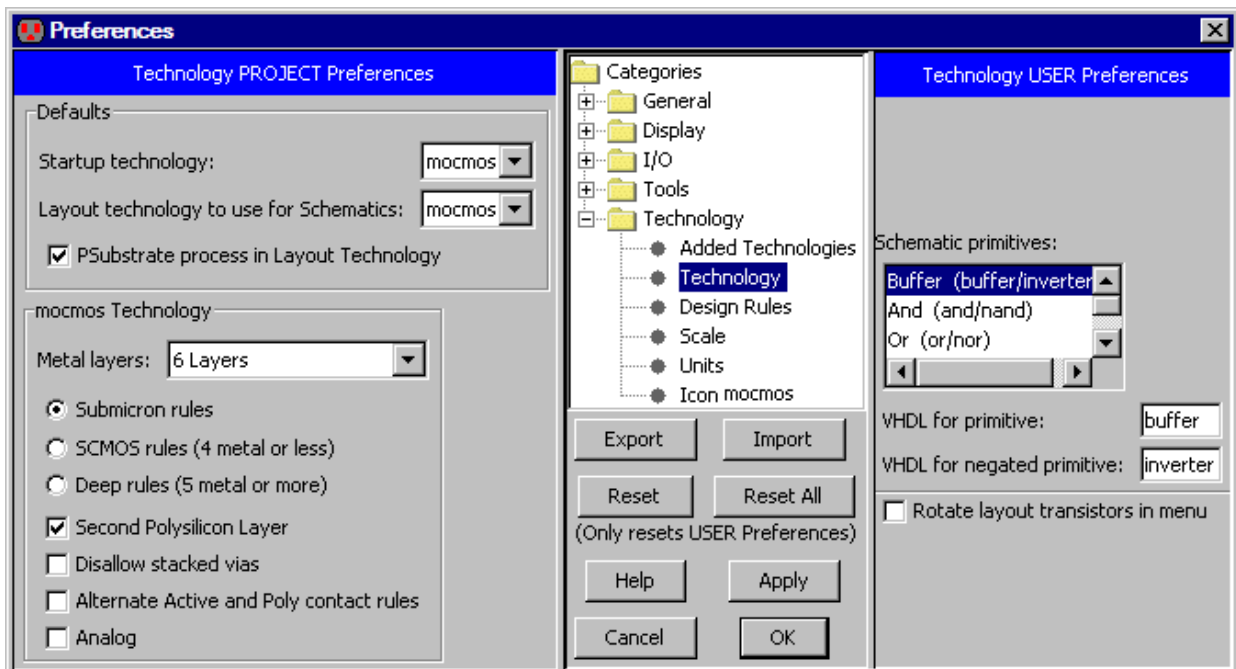 Preferences
Technology PROJECT Preferences
Defaults
Startup technology: mocmos
Layout technology to use for Schematics: mocmos
PSubstrate process in Layout Technology
mocmos Technology
Metal layers: 6 Layers
Submicron rules
SCMOS rules (4 metal or less)
Deep rules (5 metal or more)
Second Polysilicon Layer
Disallow stacked vias
Alternate Active and Poly contact rules
Analog
Categories
General
Display
I/O
Tools
Technology
Added Technologies
Technology
Design Rules
Scale
Units
Icon mocmos
Export Import
Reset Reset All
(Only resets USER Preferences)
Help Apply
Cancel OK
Technology USER Preferences
Schematic primitives:
Buffer (buffer/inverter
And (and/nand)
Or (or/nor)
VHDL for primitive: buffer
VHDL for negated primitive: inverter
Rotate layout transistors in menu